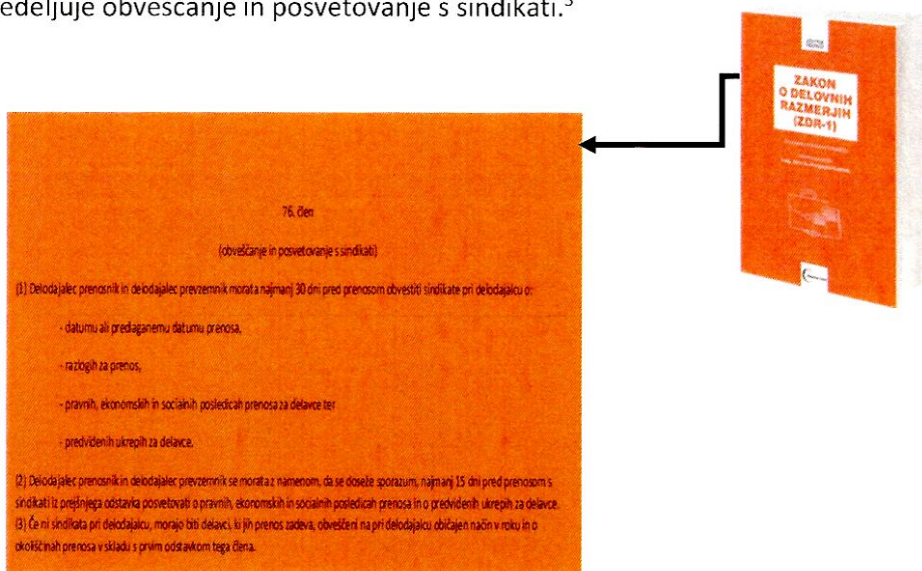 edeljuje obveščanje in posvetovanje s sindikati.³
ZAKON
O DELOVNIH
RAZMERJIH
(ZDR-1)
76. člen
(obveščanje in posvetovanje s sindikati)
(1) Delodajalec prenosnik in delodajalec prevzemnik morata najmanj 30 dni pred prenosom obvestiti sindikate pri delodajalcu o:
- datumu ali predlaganemu datumu prenosa,
- razlogih za prenos,
- pravnih, ekonomskih in socialnih posledicah prenosa za delavce ter
- predvidenih ukrepih za delavce.
(2) Delodajalec prenosnik in delodajalec prevzemnik se morata z namenom, da se doseže sporazum, najmanj 15 dni pred prenosom s
sindikati iz prejšnjega odstavka posvetovati o pravnih, ekonomskih in socialnih posledicah prenosa in o predvidenih ukrepih za delavce.
(3) Če ni sindikata pri delodajalcu, morajo biti delavci, ki jih prenos zadeva, obveščeni na pri delodajalcu običajen način v roku in o
okoliščinah prenosa v skladu s prvim odstavkom tega člena.